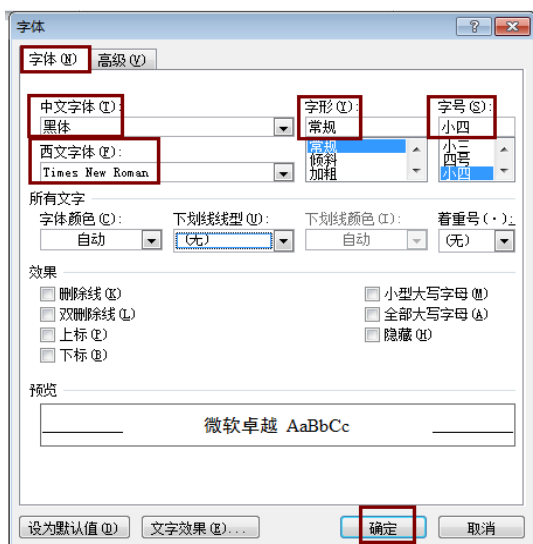 字体
字体(N) 高级(V)
中文字体(T): 字形(Y): 字号(S):
黑体 常规 小四
西文字体(F): 常规 小三
Times New Roman 倾斜 四号
加粗 小四
所有文字
字体颜色(C): 下划线线型(U): 下划线颜色(I): 着重号(·):
自动 (无) 自动 (无)
效果
删除线(K) 小型大写字母(M)
双删除线(L) 全部大写字母(A)
上标(P) 隐藏(H)
下标(B)
预览
微软卓越 AaBbCc
设为默认值(D) 文字效果(E)... 确定 取消